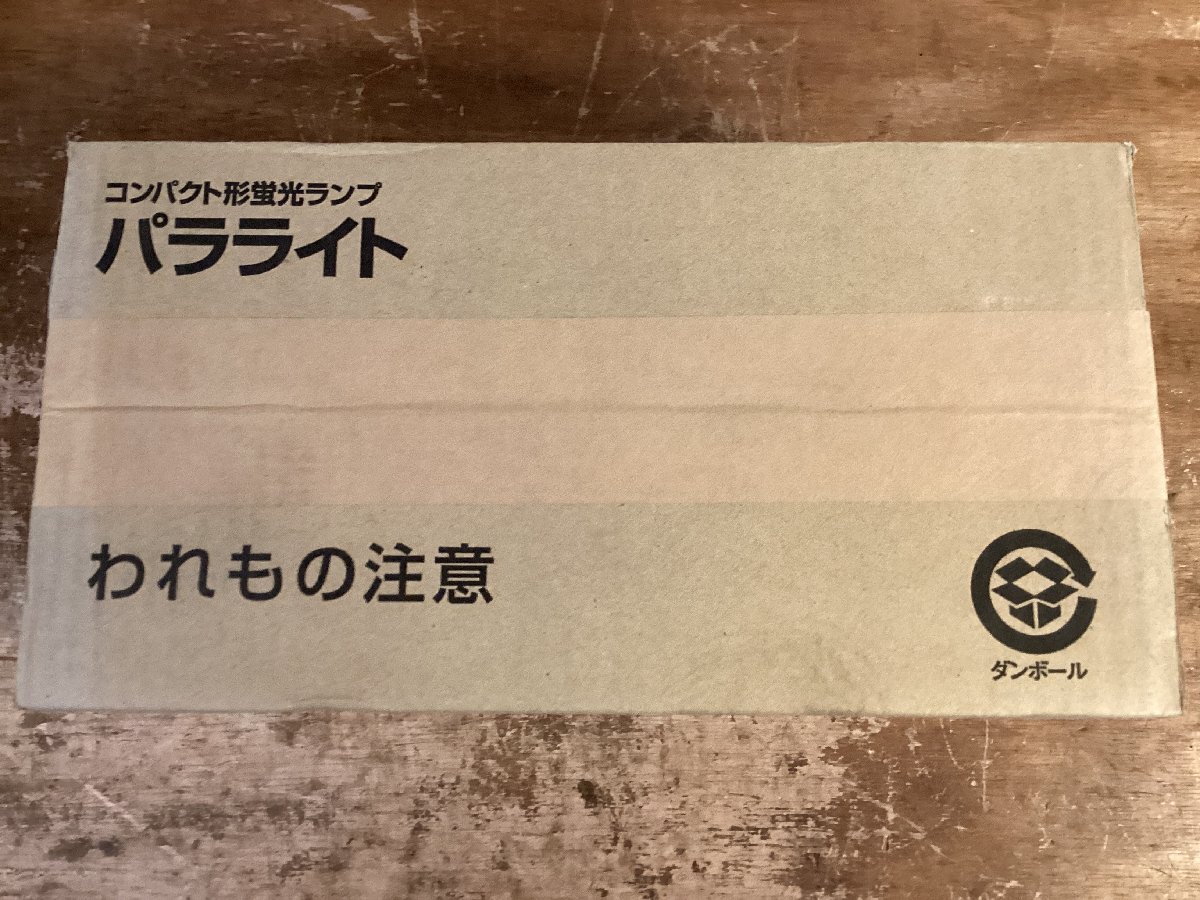 コンパクト形蛍光ランプ
パラライト
われもの注意
ダンボール